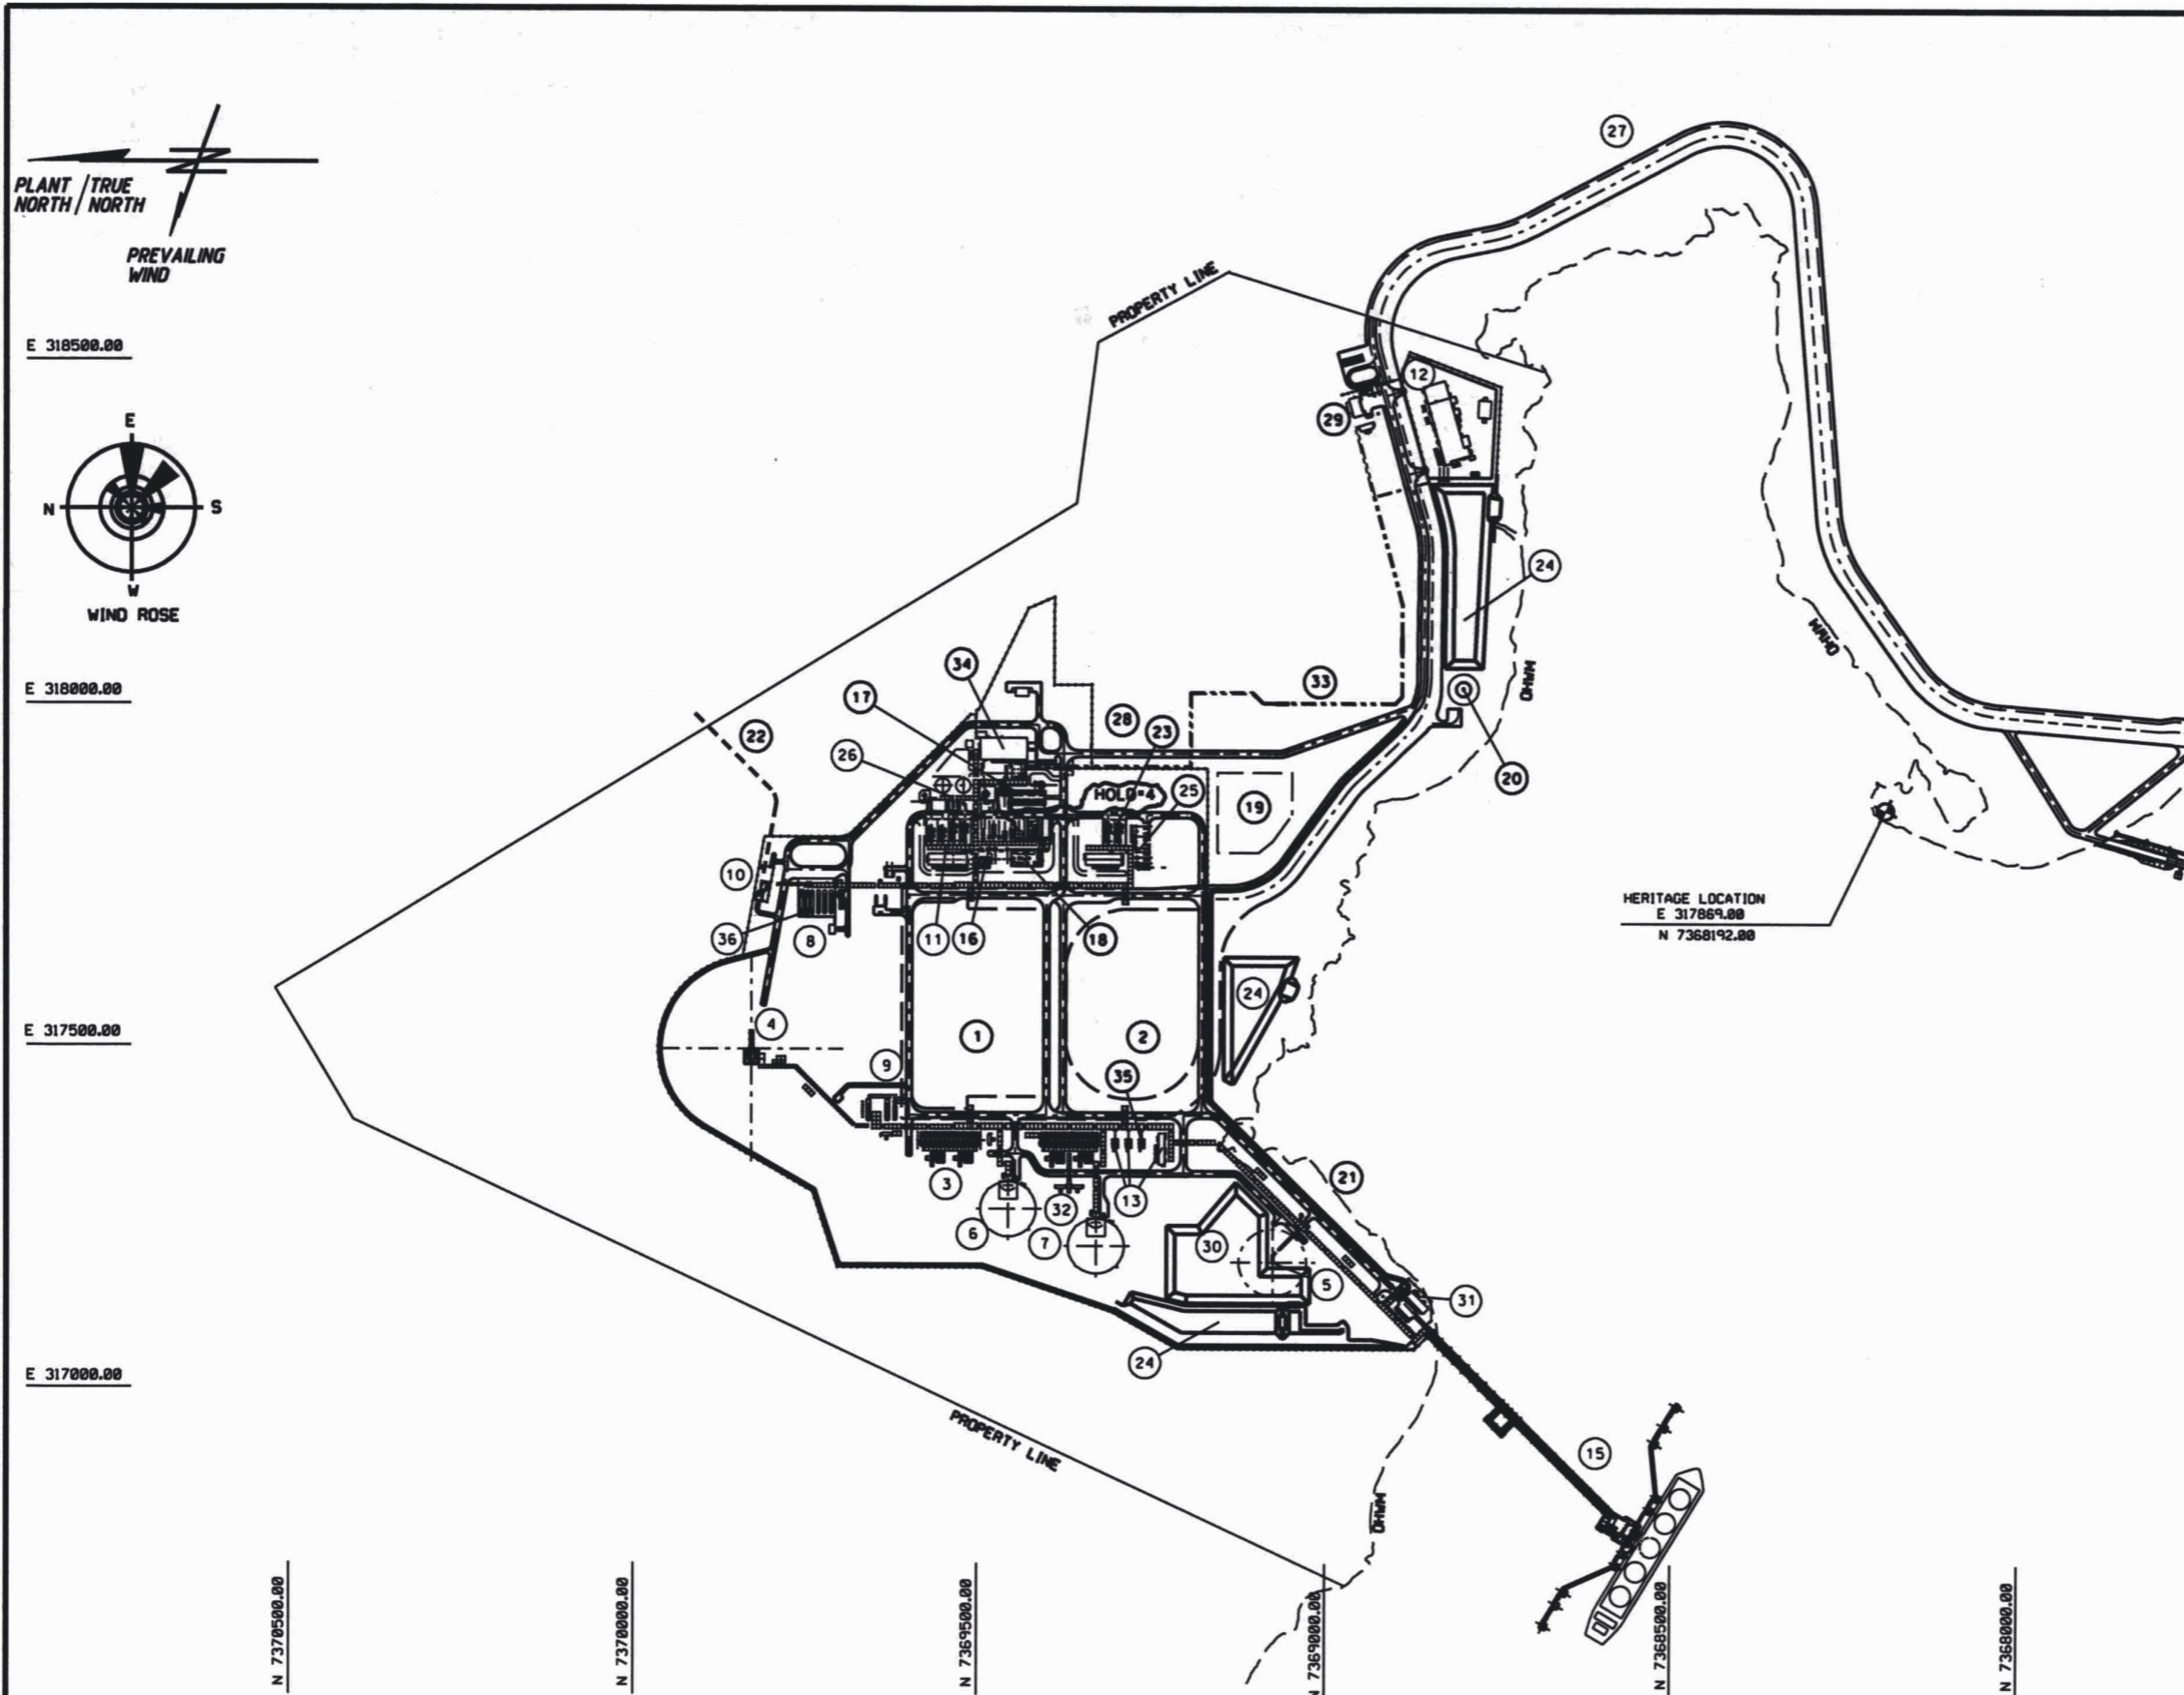 27
PLANT / TRUE
NORTH / NORTH
PREVAILING
WIND
PROPERTY LINE
E 318500.00
12
29
E
N
S
W
WIND ROSE
24
OHWM
OHWM
34
33
E 318000.00
17
28
23
22
26
20
HOLD*4
25
19
10
HERITAGE LOCATION
E 317869.00
N 7368192.00
36
8
11
16
18
24
4
1
2
E 317500.00
9
35
3
21
13
32
6
7
30
5
31
24
E 317000.00
PROPERTY LINE
15
OHWM
N 7370500.00
N 7370000.00
N 7369500.00
N 7369000.00
N 7368500.00
N 7368000.00